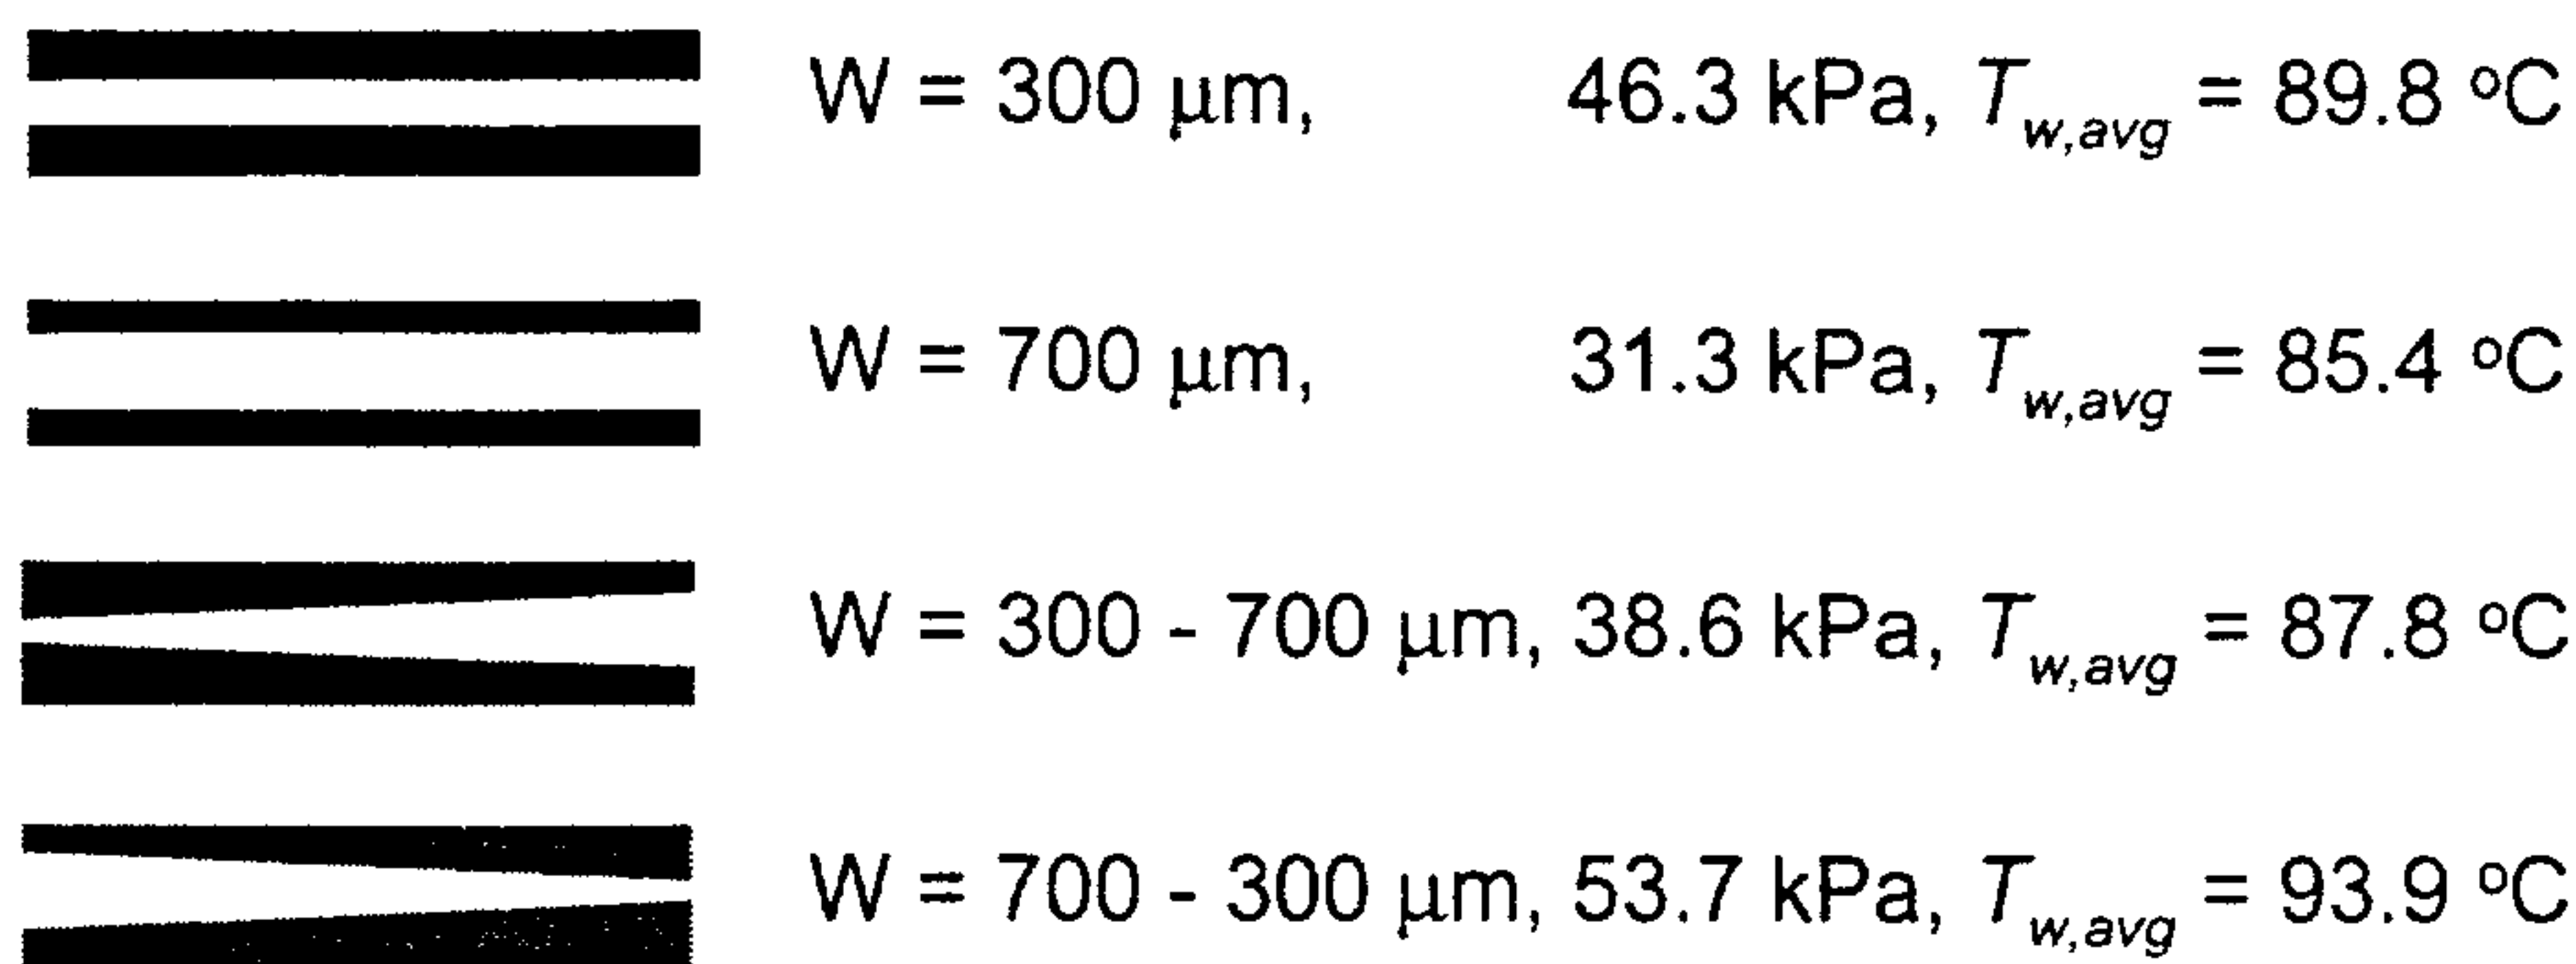 W = 300 μm, 46.3 kPa, T_w,avg = 89.8 °C
W = 700 μm, 31.3 kPa, T_w,avg = 85.4 °C
W = 300 - 700 μm, 38.6 kPa, T_w,avg = 87.8 °C
W = 700 - 300 μm, 53.7 kPa, T_w,avg = 93.9 °C